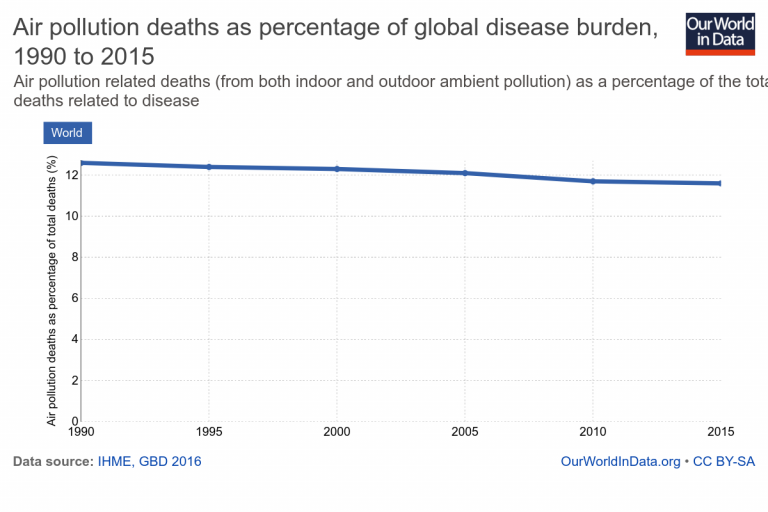 Air pollution deaths as percentage of global disease burden,
1990 to 2015
Our World
in Data
Air pollution related deaths (from both indoor and outdoor ambient pollution) as a percentage of the tota
deaths related to disease
World
Air pollution deaths as percentage of total deaths (%)
12
10
8
6
4
2
0
1990 1995 2000 2005 2010 2015
Data source: IHME, GBD 2016
OurWorldInData.org • CC BY-SA